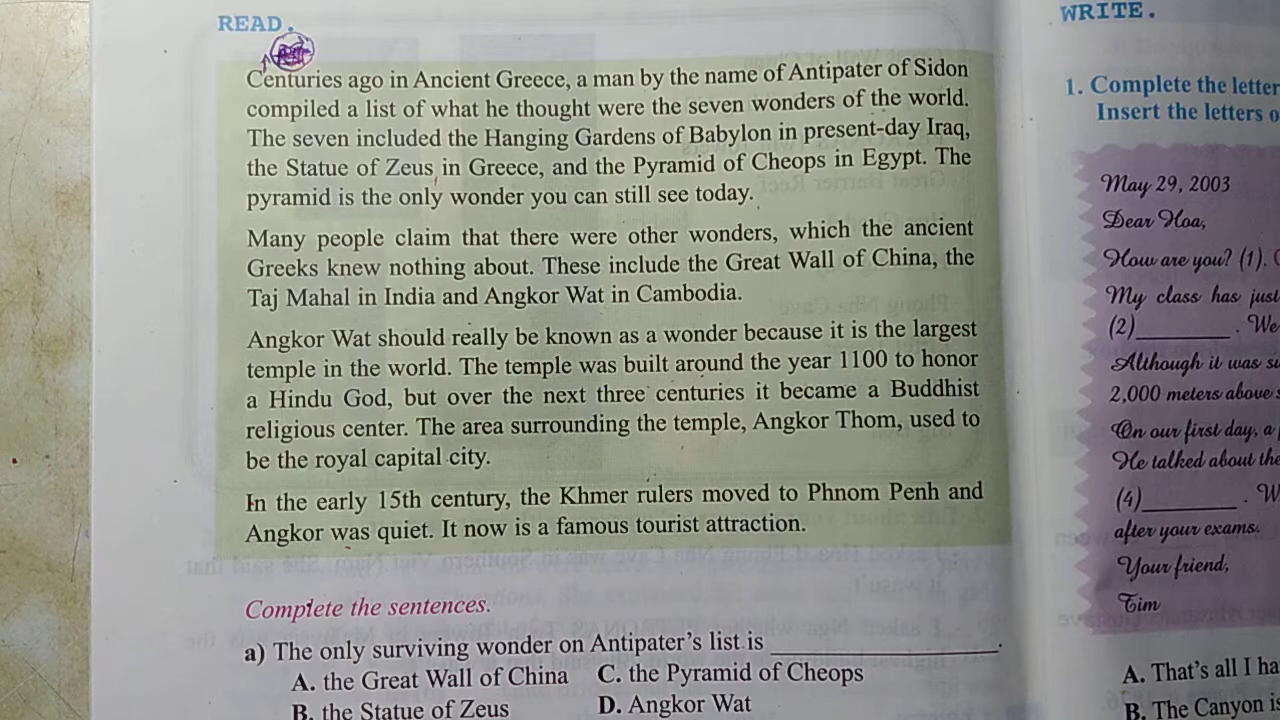 READ.
Centuries ago in Ancient Greece, a man by the name of Antipater of Sidon
compiled a list of what he thought were the seven wonders of the world.
The seven included the Hanging Gardens of Babylon in present-day Iraq,
the Statue of Zeus in Greece, and the Pyramid of Cheops in Egypt. The
pyramid is the only wonder you can still see today.
Many people claim that there were other wonders, which the ancient
Greeks knew nothing about. These include the Great Wall of China, the
Taj Mahal in India and Angkor Wat in Cambodia.
Angkor Wat should really be known as a wonder because it is the largest
temple in the world. The temple was built around the year 1100 to honor
a Hindu God, but over the next three centuries it became a Buddhist
religious center. The area surrounding the temple, Angkor Thom, used to
be the royal capital city.
In the early 15th century, the Khmer rulers moved to Phnom Penh and
Angkor was quiet. It now is a famous tourist attraction.
Complete the sentences.
a) The only surviving wonder on Antipater's list is ____________________.
A. the Great Wall of China C. the Pyramid of Cheops
B. the Statue of Zeus D. Angkor Wat
WRITE.
1. Complete the letter
Insert the letters o
May 29, 2003
Dear Hoa,
How are you? (1).
My class has just
(2)________. We
Although it was su
2,000 meters above s
On our first day, a
He talked about the
(4)________. W
after your exams.
Your friend,
Tim
A. That's all I ha
B. The Canyon is